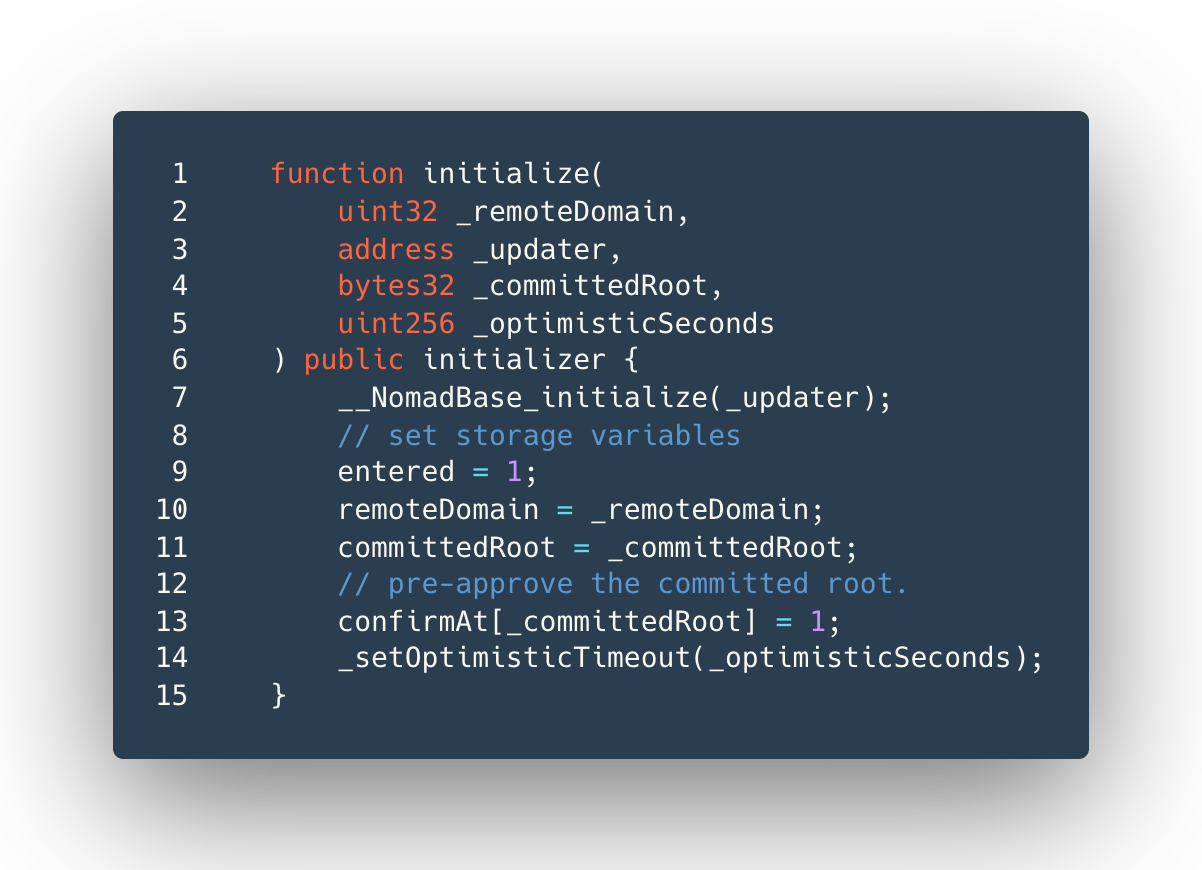 1 function initialize(
2 uint32 _remoteDomain,
3 address _updater,
4 bytes32 _committedRoot,
5 uint256 _optimisticSeconds
6 ) public initializer {
7 __NomadBase_initialize(_updater);
8 // set storage variables
9 entered = 1;
10 remoteDomain = _remoteDomain;
11 committedRoot = _committedRoot;
12 // pre-approve the committed root.
13 confirmAt[_committedRoot] = 1;
14 _setOptimisticTimeout(_optimisticSeconds);
15 }